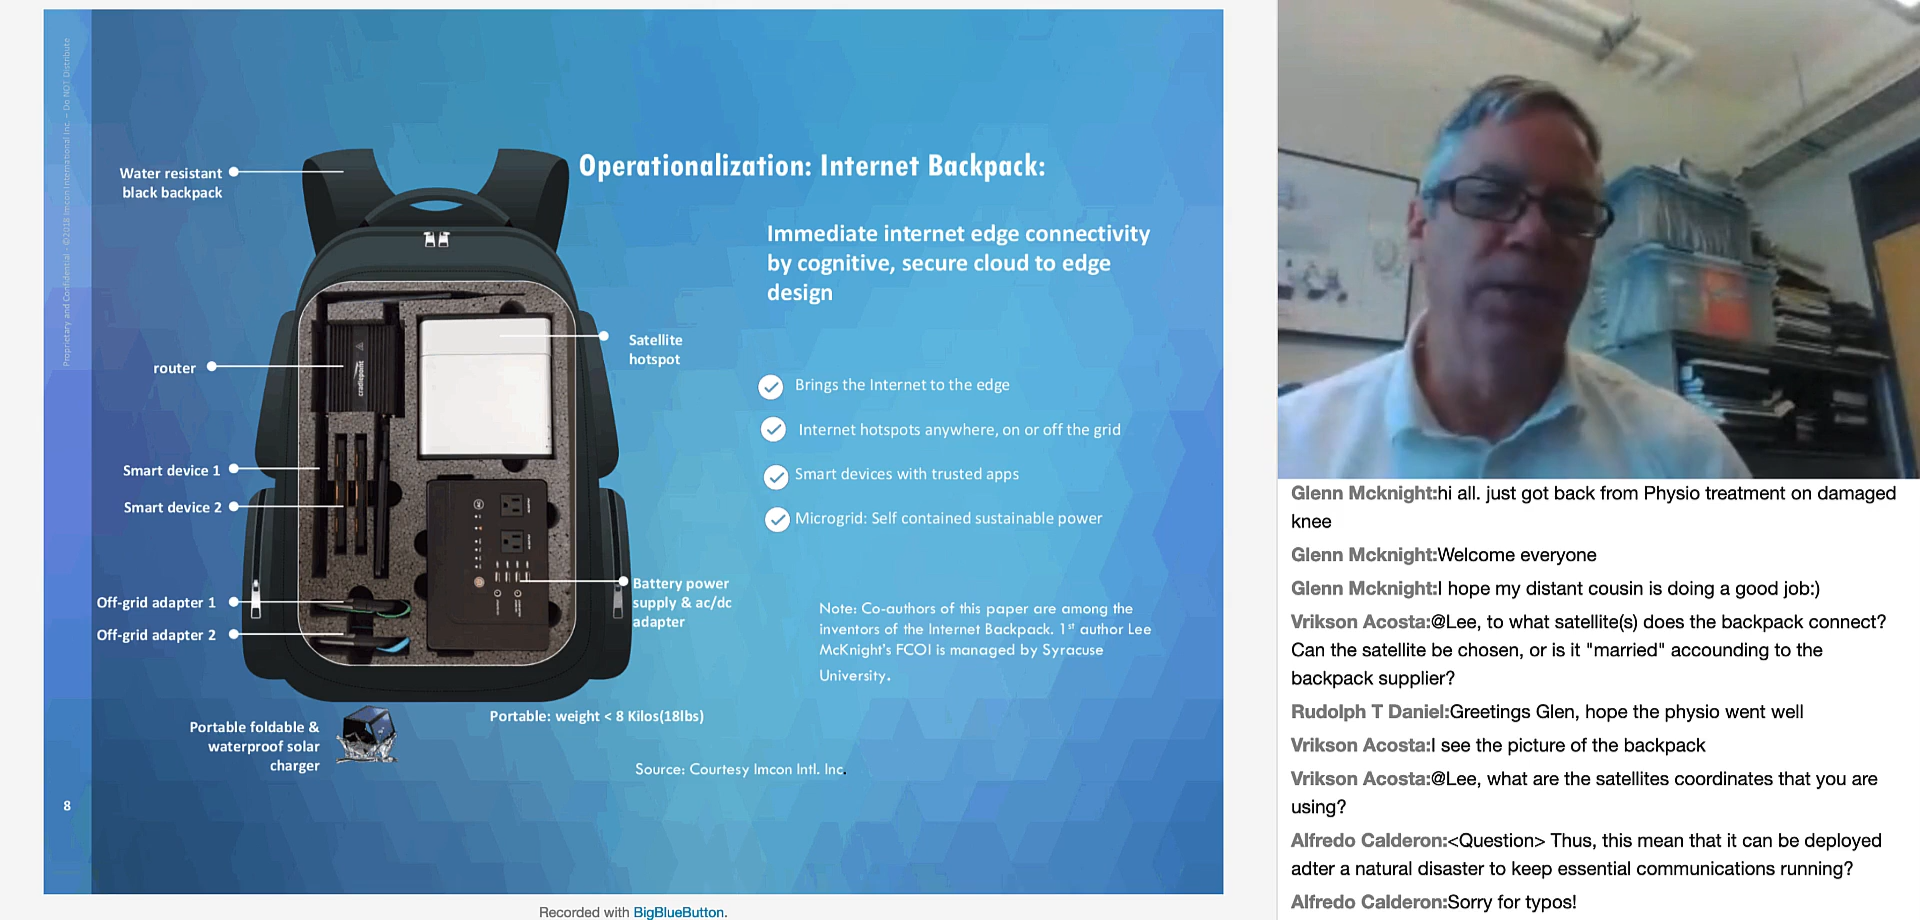 Proprietary and Confidential - ©2018 Imcon International Inc. – Do NOT Distribute
Operationalization: Internet Backpack:
Water resistant
black backpack
Immediate internet edge connectivity
by cognitive, secure cloud to edge
design
Satellite
hotspot
router
cradlepoint
Brings the Internet to the edge
Internet hotspots anywhere, on or off the grid
Smart device 1
Smart devices with trusted apps
Smart device 2
Microgrid: Self contained sustainable power
Battery power
supply & ac/dc
adapter
Off-grid adapter 1
Off-grid adapter 2
Note: Co-authors of this paper are among the
inventors of the Internet Backpack. 1st author Lee
McKnight's FCOI is managed by Syracuse
University.
Portable: weight < 8 Kilos(18lbs)
Portable foldable &
waterproof solar
charger
Source: Courtesy Imcon Intl. Inc.
8
Recorded with BigBlueButton.
Glenn Mcknight:hi all. just got back from Physio treatment on damaged
knee
Glenn Mcknight:Welcome everyone
Glenn Mcknight:I hope my distant cousin is doing a good job:)
Vrikson Acosta:@Lee, to what satellite(s) does the backpack connect?
Can the satellite be chosen, or is it "married" accounding to the
backpack supplier?
Rudolph T Daniel:Greetings Glen, hope the physio went well
Vrikson Acosta:I see the picture of the backpack
Vrikson Acosta:@Lee, what are the satellites coordinates that you are
using?
Alfredo Calderon:<Question> Thus, this mean that it can be deployed
adter a natural disaster to keep essential communications running?
Alfredo Calderon:Sorry for typos!